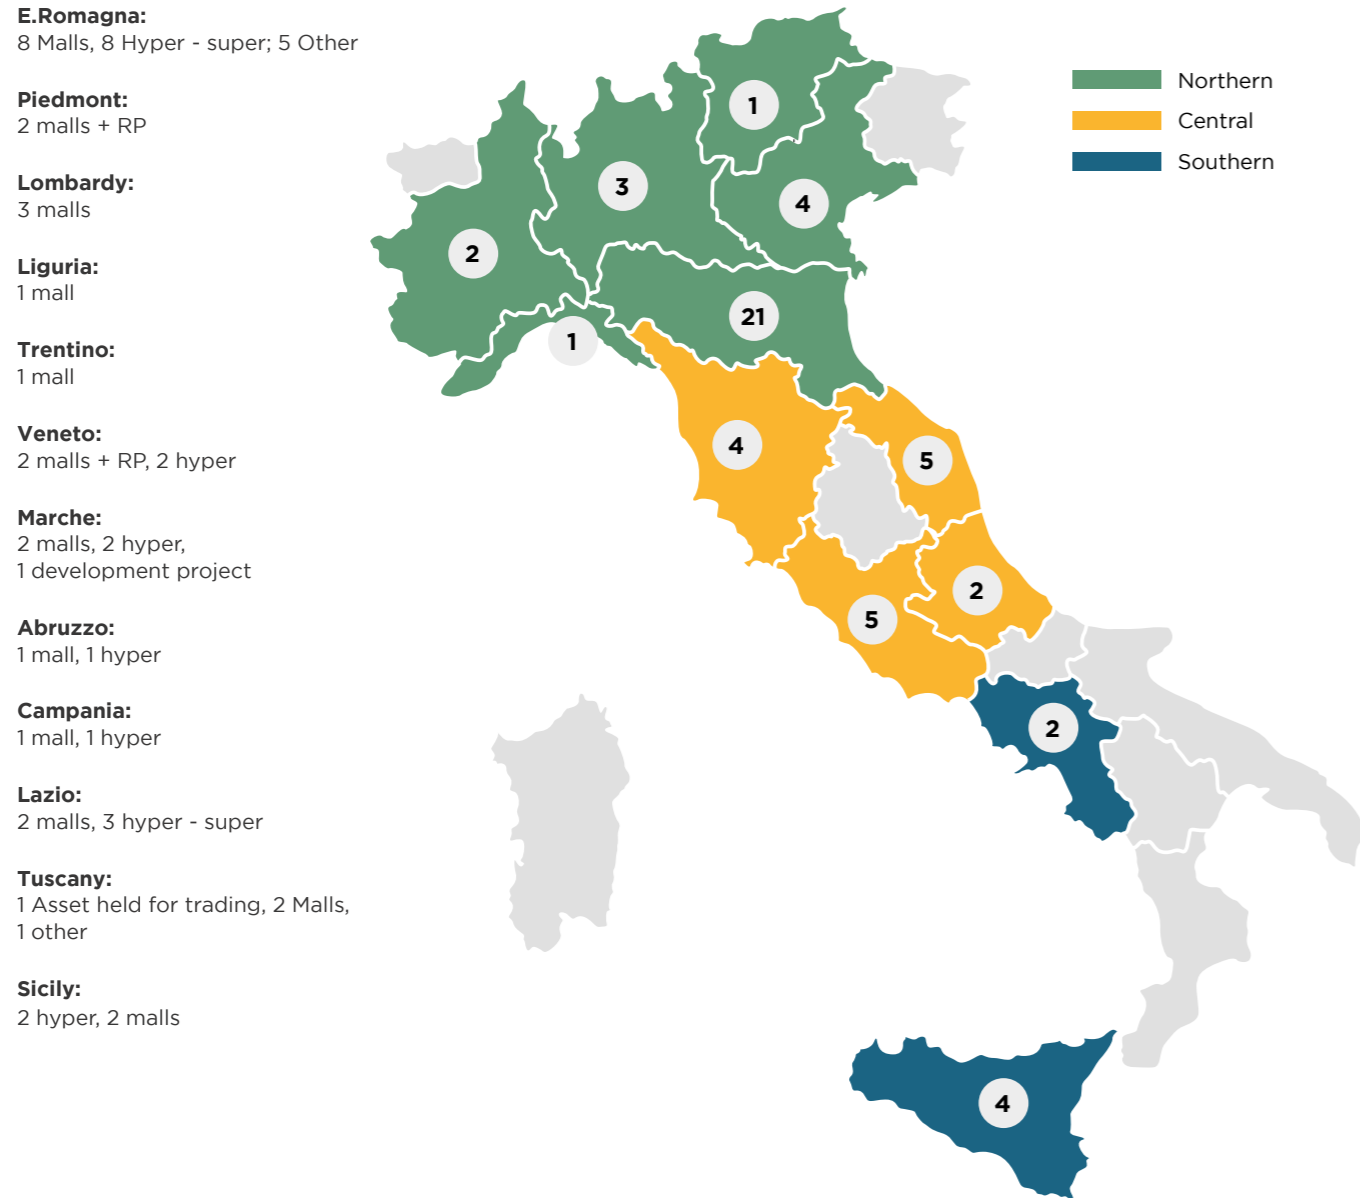 E.Romagna:
8 Malls, 8 Hyper - super; 5 Other
Piedmont:
2 malls + RP
Lombardy:
3 malls
Liguria:
1 mall
Trentino:
1 mall
Veneto:
2 malls + RP, 2 hyper
Marche:
2 malls, 2 hyper,
1 development project
Abruzzo:
1 mall, 1 hyper
Campania:
1 mall, 1 hyper
Lazio:
2 malls, 3 hyper - super
Tuscany:
1 Asset held for trading, 2 Malls,
1 other
Sicily:
2 hyper, 2 malls
Northern
Central
Southern
1
3
4
2
21
1
4
5
2
5
2
4